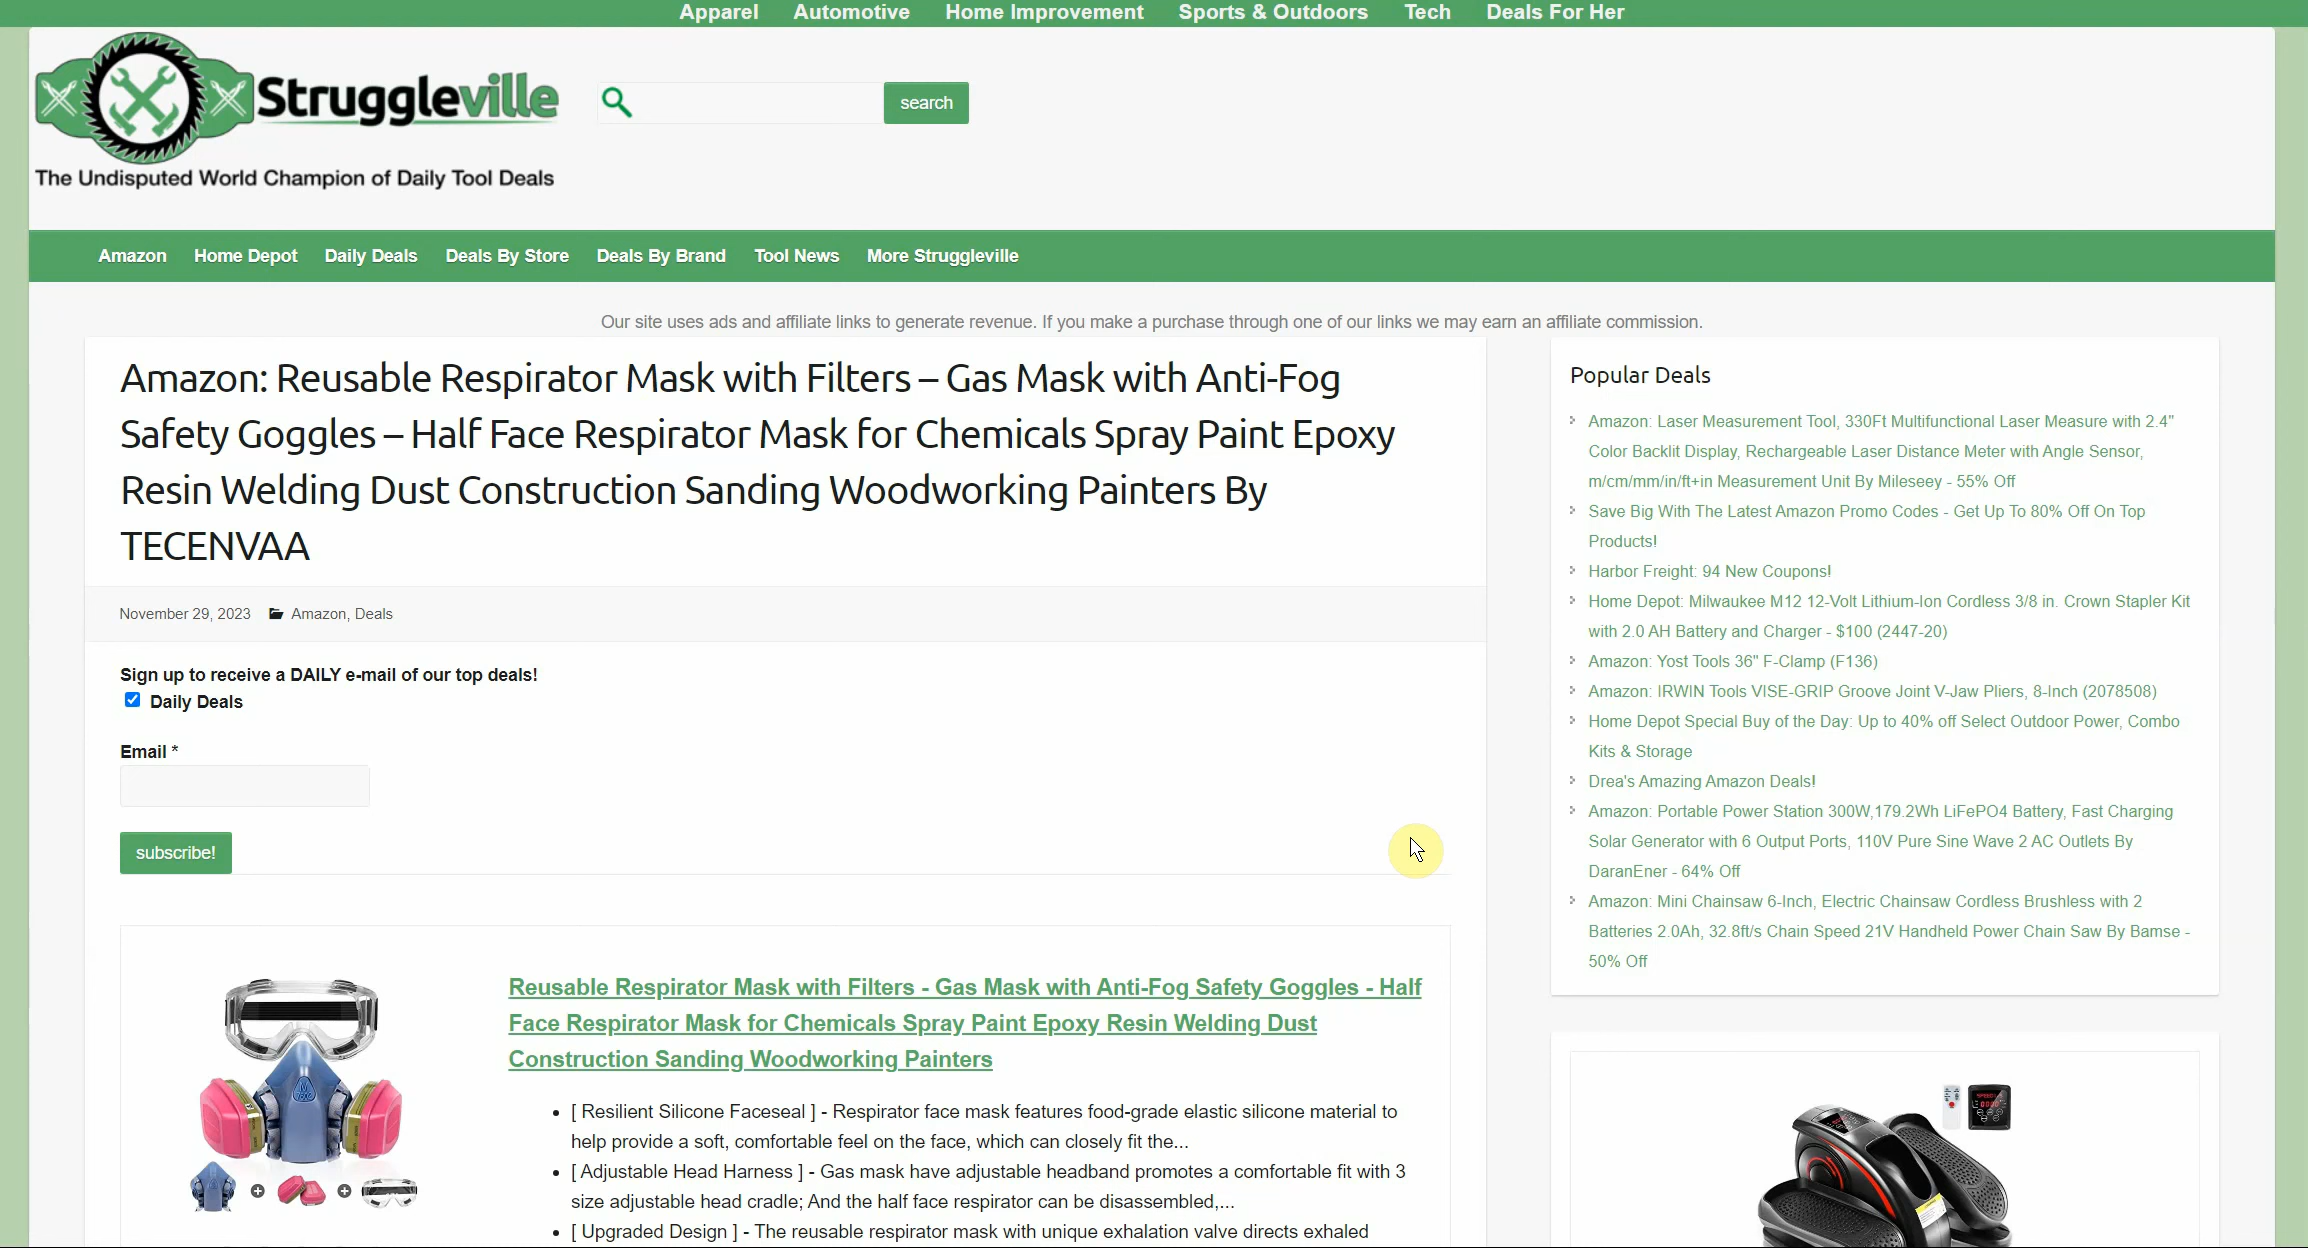 Apparel Automotive Home Improvement Sports & Outdoors Tech Deals For Her
Struggleville
search
The Undisputed World Champion of Daily Tool Deals
Amazon Home Depot Daily Deals Deals By Store Deals By Brand Tool News More Struggleville
Our site uses ads and affiliate links to generate revenue. If you make a purchase through one of our links we may earn an affiliate commission.
Amazon: Reusable Respirator Mask with Filters – Gas Mask with Anti-Fog
Safety Goggles – Half Face Respirator Mask for Chemicals Spray Paint Epoxy
Resin Welding Dust Construction Sanding Woodworking Painters By
TECENVAA
November 29, 2023 Amazon, Deals
Sign up to receive a DAILY e-mail of our top deals!
Daily Deals
Email *
subscribe!
Reusable Respirator Mask with Filters - Gas Mask with Anti-Fog Safety Goggles - Half
Face Respirator Mask for Chemicals Spray Paint Epoxy Resin Welding Dust
Construction Sanding Woodworking Painters
• [ Resilient Silicone Faceseal ] - Respirator face mask features food-grade elastic silicone material to
help provide a soft, comfortable feel on the face, which can closely fit the...
• [ Adjustable Head Harness ] - Gas mask have adjustable headband promotes a comfortable fit with 3
size adjustable head cradle; And the half face respirator can be disassembled,...
• [ Upgraded Design ] - The reusable respirator mask with unique exhalation valve directs exhaled
Popular Deals
Amazon: Laser Measurement Tool, 330Ft Multifunctional Laser Measure with 2.4"
Color Backlit Display, Rechargeable Laser Distance Meter with Angle Sensor,
m/cm/mm/in/ft+in Measurement Unit By Mileseey - 55% Off
Save Big With The Latest Amazon Promo Codes - Get Up To 80% Off On Top
Products!
Harbor Freight: 94 New Coupons!
Home Depot: Milwaukee M12 12-Volt Lithium-Ion Cordless 3/8 in. Crown Stapler Kit
with 2.0 AH Battery and Charger - $100 (2447-20)
Amazon: Yost Tools 36" F-Clamp (F136)
Amazon: IRWIN Tools VISE-GRIP Groove Joint V-Jaw Pliers, 8-Inch (2078508)
Home Depot Special Buy of the Day: Up to 40% off Select Outdoor Power, Combo
Kits & Storage
Drea's Amazing Amazon Deals!
Amazon: Portable Power Station 300W,179.2Wh LiFePO4 Battery, Fast Charging
Solar Generator with 6 Output Ports, 110V Pure Sine Wave 2 AC Outlets By
DaranEner - 64% Off
Amazon: Mini Chainsaw 6-Inch, Electric Chainsaw Cordless Brushless with 2
Batteries 2.0Ah, 32.8ft/s Chain Speed 21V Handheld Power Chain Saw By Bamse -
50% Off